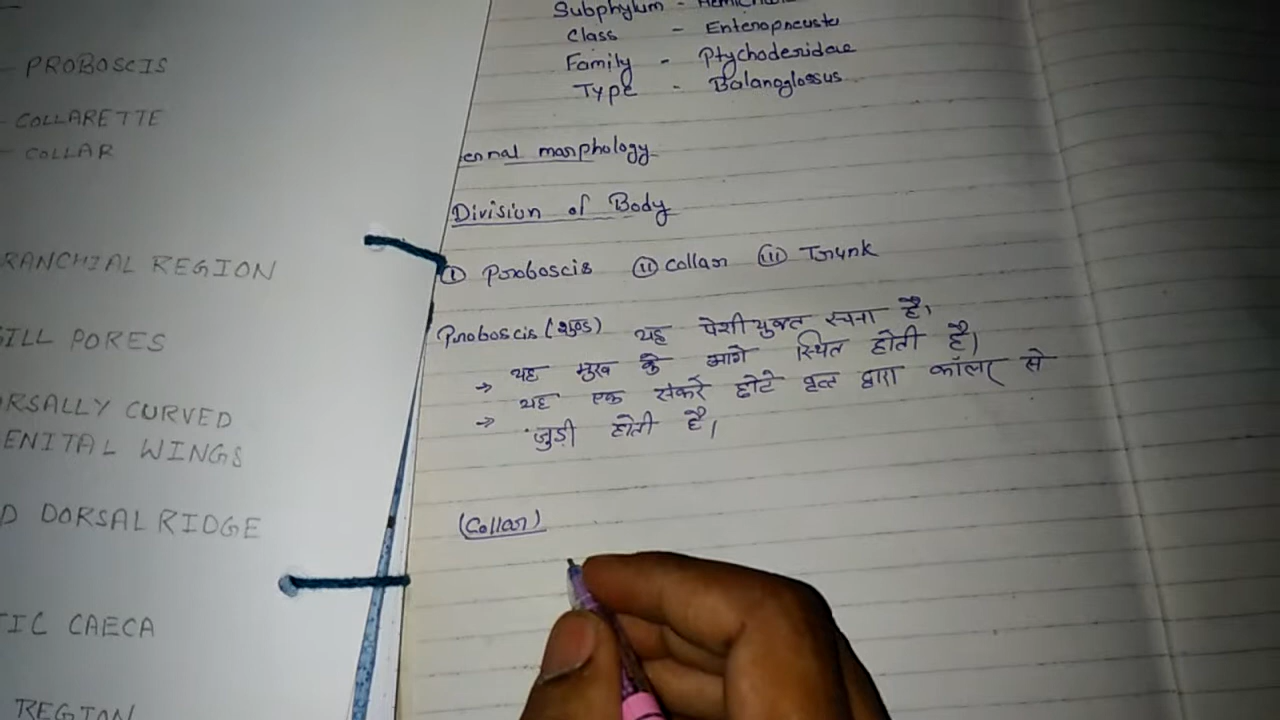 PROBOSCIS
COLLARETTE
COLLAR
RANCHIAL REGION
GILL PORES
RSALLY CURVED
ENITAL WINGS
D DORSAL RIDGE
TIC CAECA
REGION
Subphylum -
Class - Enteropneusta
Family - Ptychoderidae
Type - Balanoglossus
ernal morphology
Division of Body
(i) Proboscis (ii) Collar (iii) Trunk
Proboscis (शुण्ड) यह पेशीयुक्त रचना है।
→ यह मुख के आगे स्थित होती है।
→ यह एक संकरे छोटे वृन्त द्वारा कॉलर से
जुड़ी होती है।
(Collar)